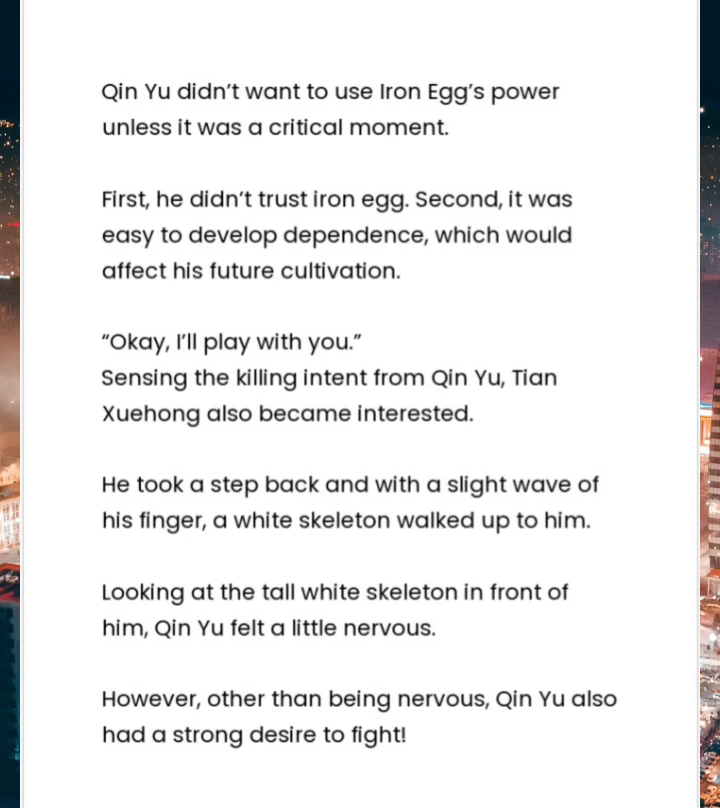 Qin Yu didn’t want to use Iron Egg’s power
unless it was a critical moment.
First, he didn’t trust iron egg. Second, it was
easy to develop dependence, which would
affect his future cultivation.
“Okay, I’ll play with you.”
Sensing the killing intent from Qin Yu, Tian
Xuehong also became interested.
He took a step back and with a slight wave of
his finger, a white skeleton walked up to him.
Looking at the tall white skeleton in front of
him, Qin Yu felt a little nervous.
However, other than being nervous, Qin Yu also
had a strong desire to fight!